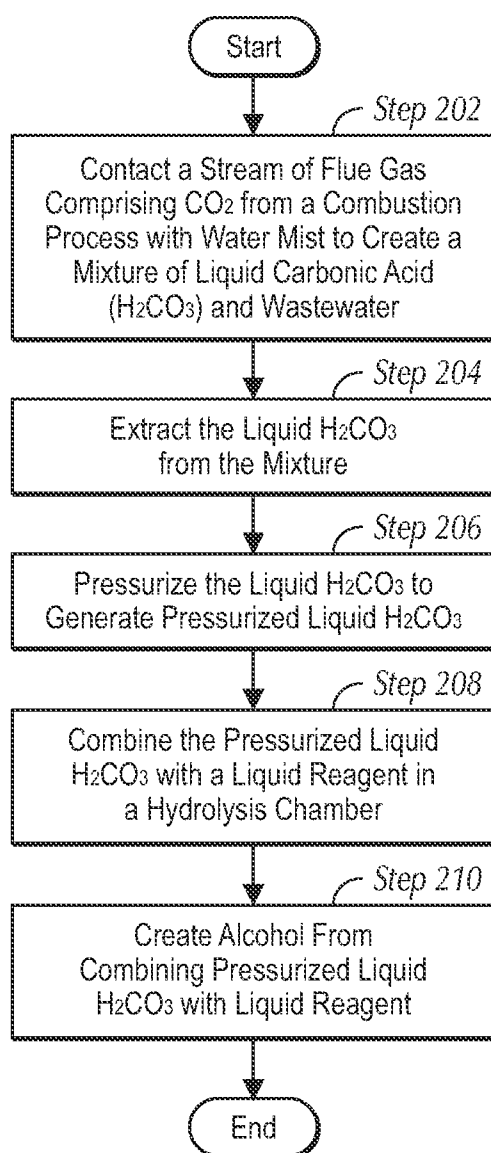 Start
Step 202
Contact a Stream of Flue Gas
Comprising CO₂ from a Combustion
Process with Water Mist to Create a
Mixture of Liquid Carbonic Acid
(H₂CO₃) and Wastewater
Step 204
Extract the Liquid H₂CO₃
from the Mixture
Step 206
Pressurize the Liquid H₂CO₃ to
Generate Pressurized Liquid H₂CO₃
Step 208
Combine the Pressurized Liquid
H₂CO₃ with a Liquid Reagent in
a Hydrolysis Chamber
Step 210
Create Alcohol From
Combining Pressurized Liquid
H₂CO₃ with Liquid Reagent
End